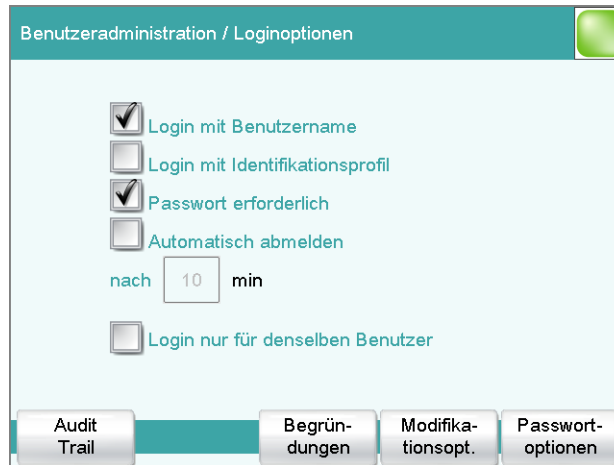 Benutzeradministration / Loginoptionen
Login mit Benutzername
Login mit Identifikationsprofil
Passwort erforderlich
Automatisch abmelden
nach 10 min
Login nur für denselben Benutzer
Audit
Trail
Begrün-
dungen
Modifika-
tionsopt.
Passwort-
optionen